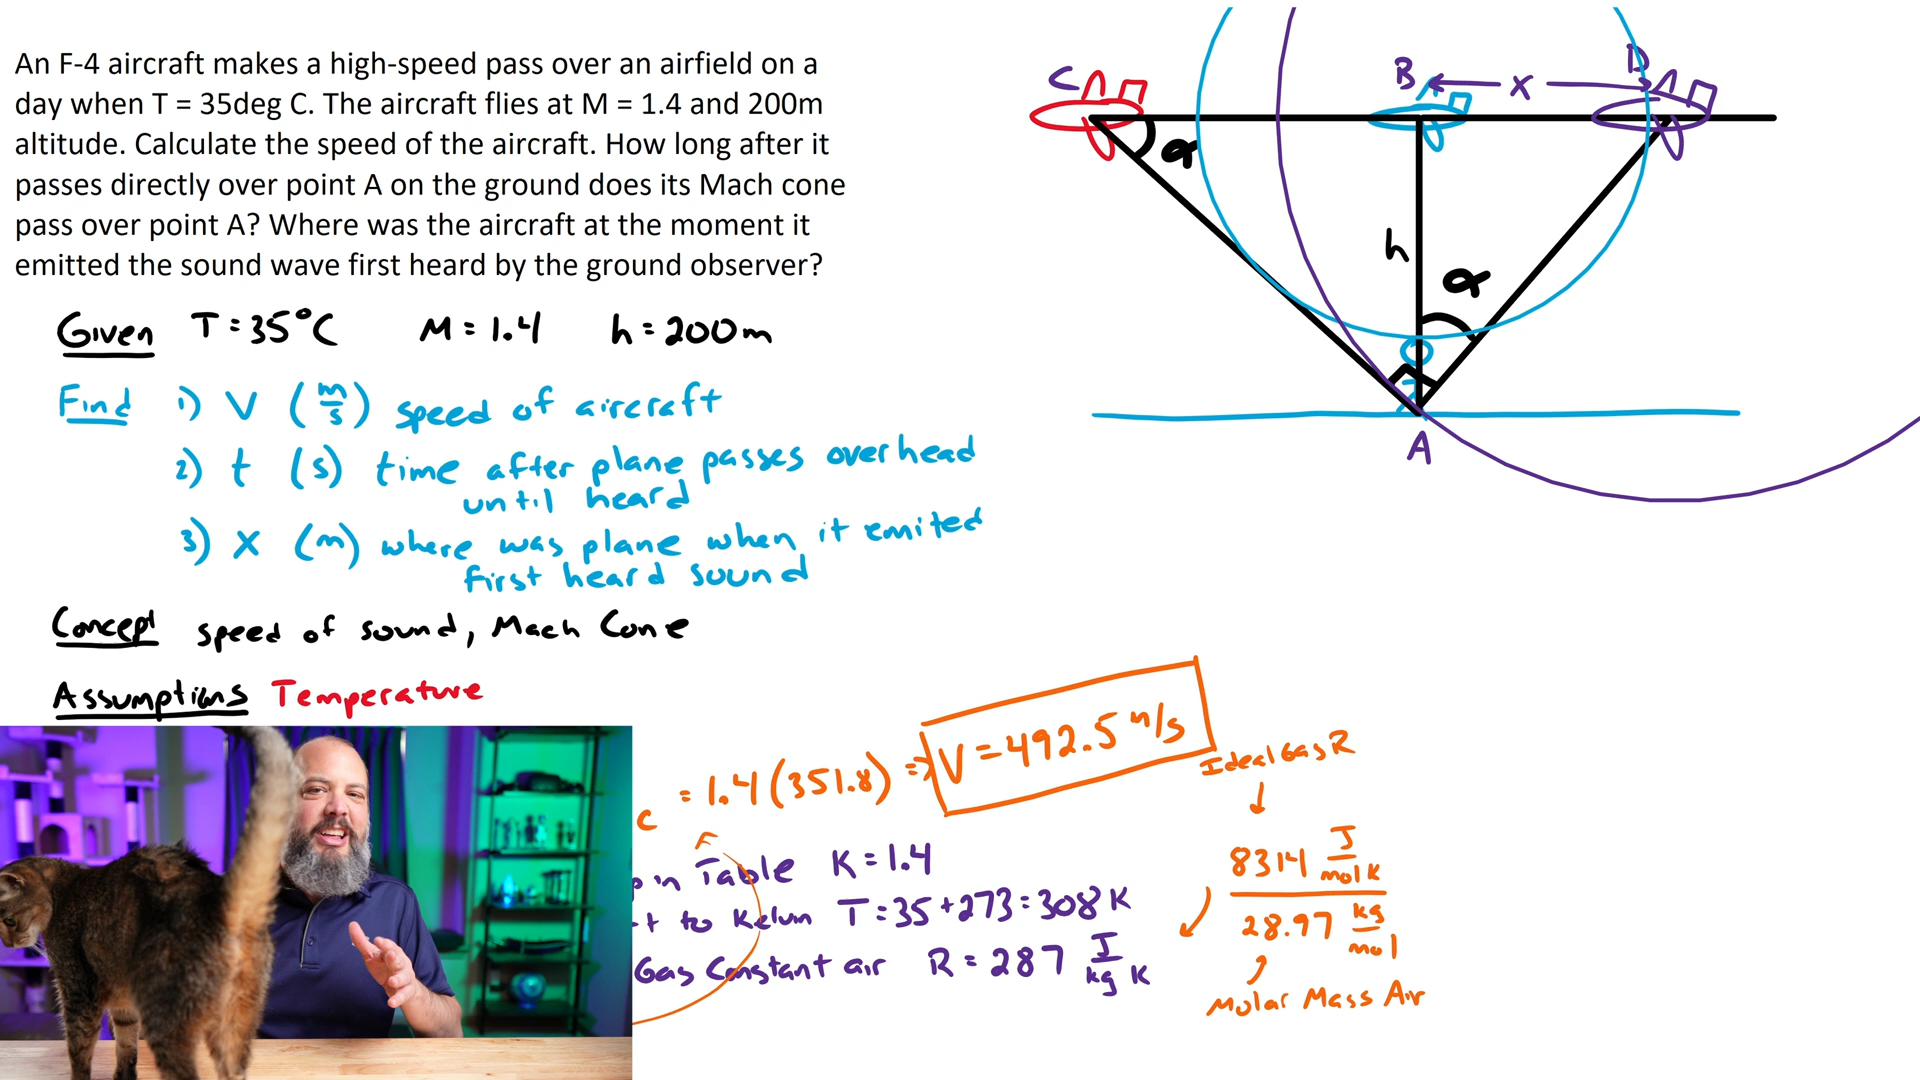 An F-4 aircraft makes a high-speed pass over an airfield on a
day when T = 35deg C. The aircraft flies at M = 1.4 and 200m
altitude. Calculate the speed of the aircraft. How long after it
passes directly over point A on the ground does its Mach cone
pass over point A? Where was the aircraft at the moment it
emitted the sound wave first heard by the ground observer?
Given T = 35°C M = 1.4 h = 200m
Find 1) V (m/s) speed of aircraft
2) t (s) time after plane passes overhead
until heard
3) X (m) where was plane when it emited
first heard sound
Concept speed of sound, Mach Cone
Assumptions Temperature
C B X D
α
h α
A
c = 1.4(351.8) => V = 492.5 m/s
F
in Table K = 1.4
to Kelvin T = 35 + 273 = 308 K
Gas Constant air R = 287 J/kg K
Ideal Gas R
8314 J/mol K
28.97 kg/mol
Molar Mass Air